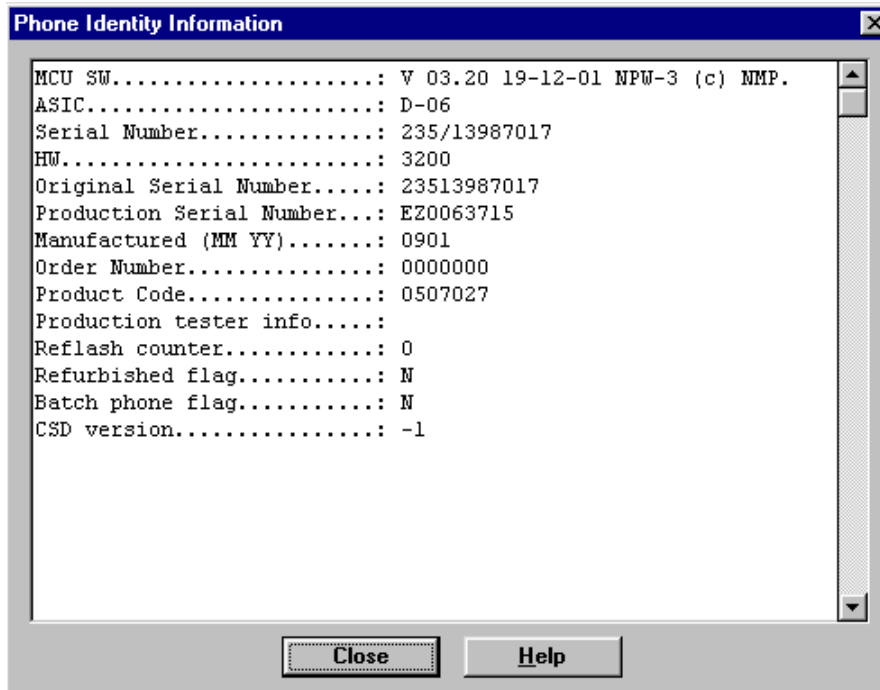 Phone Identity Information
MCU SW.....................: V 03.20 19-12-01 NPW-3 (c) NMP.
ASIC.......................: D-06
Serial Number..............: 235/13987017
HW.........................: 3200
Original Serial Number.....: 23513987017
Production Serial Number...: EZ0063715
Manufactured (MM YY).......: 0901
Order Number...............: 0000000
Product Code...............: 0507027
Production tester info.....:
Reflash counter............: 0
Refurbished flag...........: N
Batch phone flag...........: N
CSD version................: -1
Close
Help